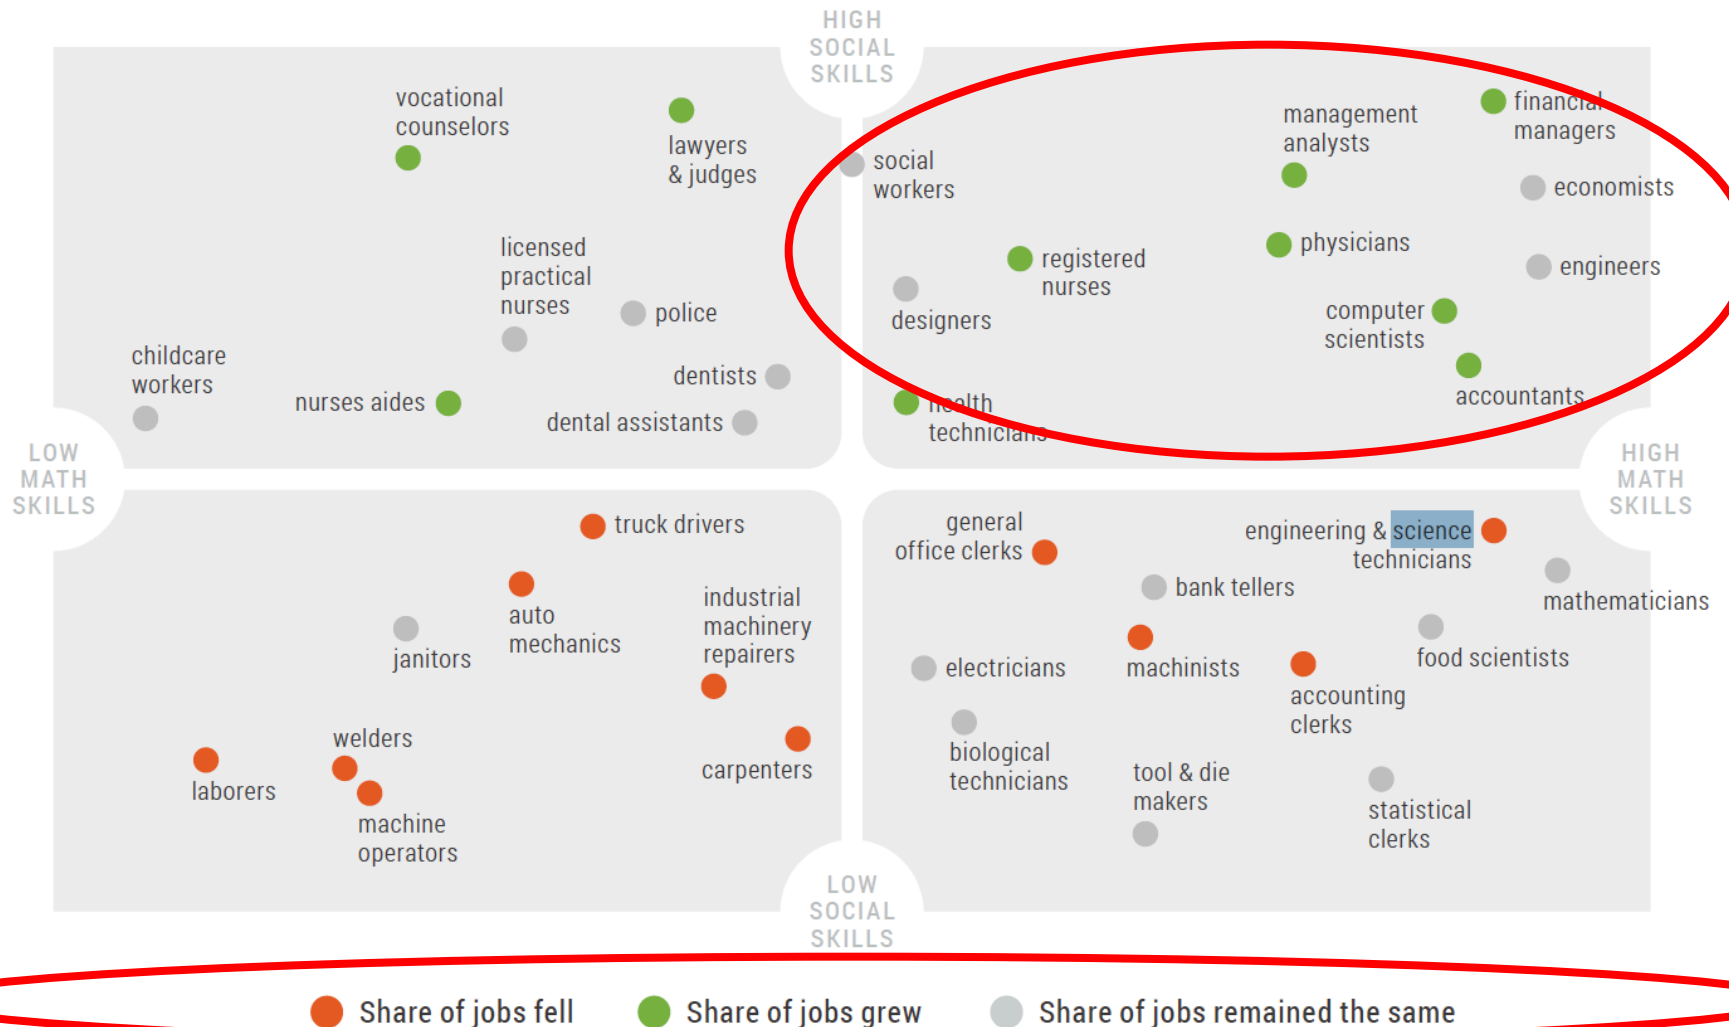 HIGH
SOCIAL
SKILLS
vocational
counselors
lawyers
& judges
licensed
practical
nurses
police
childcare
workers
nurses aides
dentists
dental assistants
social
workers
management
analysts
financial
managers
economists
registered
nurses
physicians
engineers
designers
computer
scientists
accountants
health
technicians
LOW
MATH
SKILLS
HIGH
MATH
SKILLS
truck drivers
auto
mechanics
industrial
machinery
repairers
janitors
welders
laborers
machine
operators
carpenters
general
office clerks
engineering & science
technicians
bank tellers
mathematicians
electricians
machinists
food scientists
accounting
clerks
biological
technicians
tool & die
makers
statistical
clerks
LOW
SOCIAL
SKILLS
Share of jobs fell
Share of jobs grew
Share of jobs remained the same